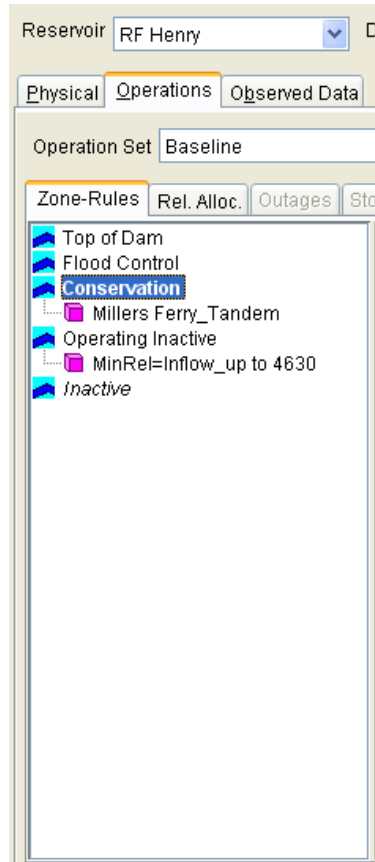 Reservoir RF Henry D
Physical Operations Observed Data
Operation Set Baseline
Zone-Rules Rel. Alloc. Outages Sto
Top of Dam
Flood Control
Conservation
Millers Ferry_Tandem
Operating Inactive
MinRel=Inflow_up to 4630
Inactive